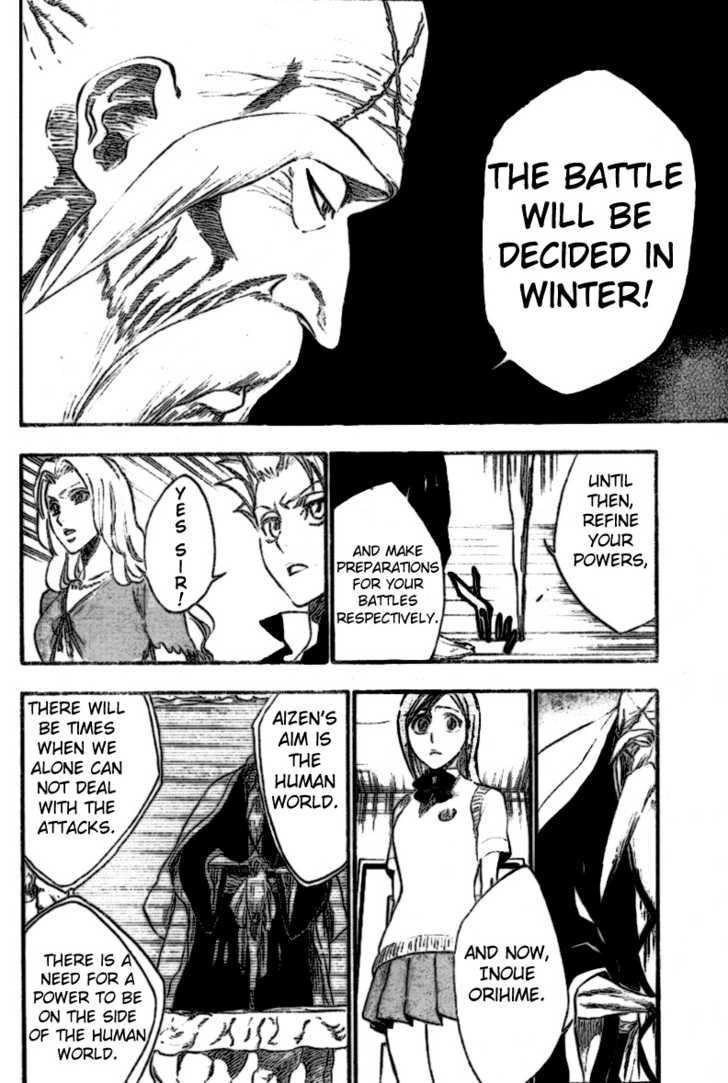 THE BATTLE
WILL BE
DECIDED IN
WINTER!
UNTIL
THEN,
REFINE
YOUR
POWERS,
AND MAKE
PREPARATIONS
FOR YOUR
BATTLES
RESPECTIVELY.
YES SIR!
AND NOW,
INOUE
ORIHIME.
AIZEN'S
AIM IS
THE
HUMAN
WORLD.
THERE WILL
BE TIMES
WHEN WE
ALONE CAN
NOT DEAL
WITH THE
ATTACKS.
THERE IS A
NEED FOR A
POWER TO BE
ON THE SIDE
OF THE HUMAN
WORLD.